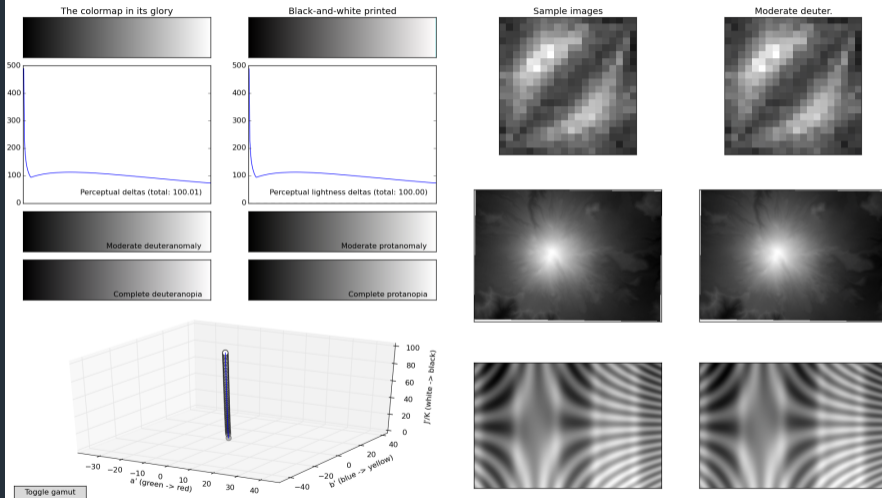 The colormap in its glory
Black-and-white printed
Sample images
Moderate deuter.
500
400
300
200
100
0
Perceptual deltas (total: 100.01)
500
400
300
200
100
0
Perceptual lightness deltas (total: 100.00)
Moderate deuteranomaly
Moderate protanomaly
Complete deuteranopia
Complete protanopia
100
80
60
40
20
0
J'/K (white -> black)
−30 −20 −10 0 10 20 30 40
a' (green -> red)
−40 −20 0 20 40
b' (blue -> yellow)
Toggle gamut